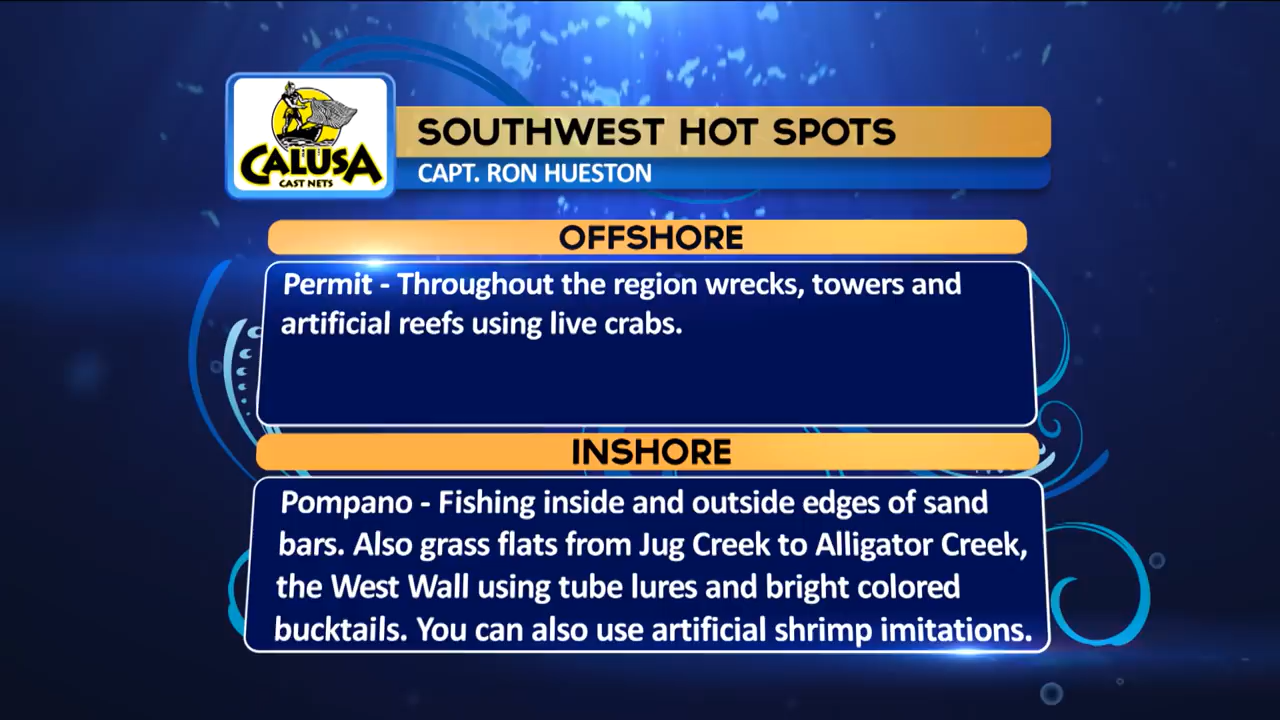 CALUSA
CAST NETS
SOUTHWEST HOT SPOTS
CAPT. RON HUESTON
OFFSHORE
Permit - Throughout the region wrecks, towers and
artificial reefs using live crabs.
INSHORE
Pompano - Fishing inside and outside edges of sand
bars. Also grass flats from Jug Creek to Alligator Creek,
the West Wall using tube lures and bright colored
bucktails. You can also use artificial shrimp imitations.